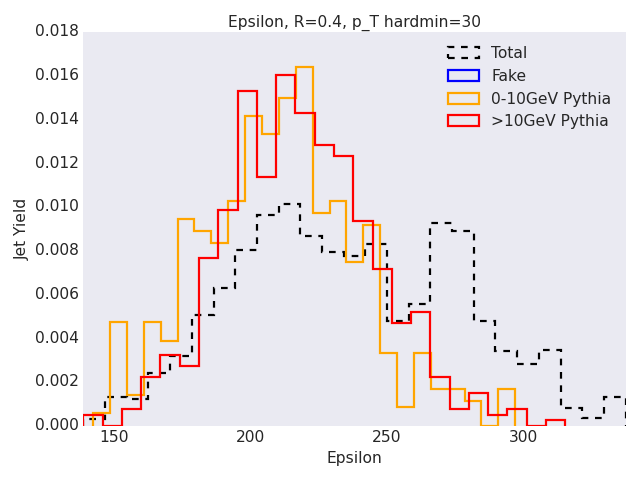 Epsilon, R=0.4, p_T hardmin=30
0.018
0.016
0.014
0.012
0.010
0.008
0.006
0.004
0.002
0.000
Jet Yield
Total
Fake
0-10GeV Pythia
>10GeV Pythia
150 200 250 300
Epsilon